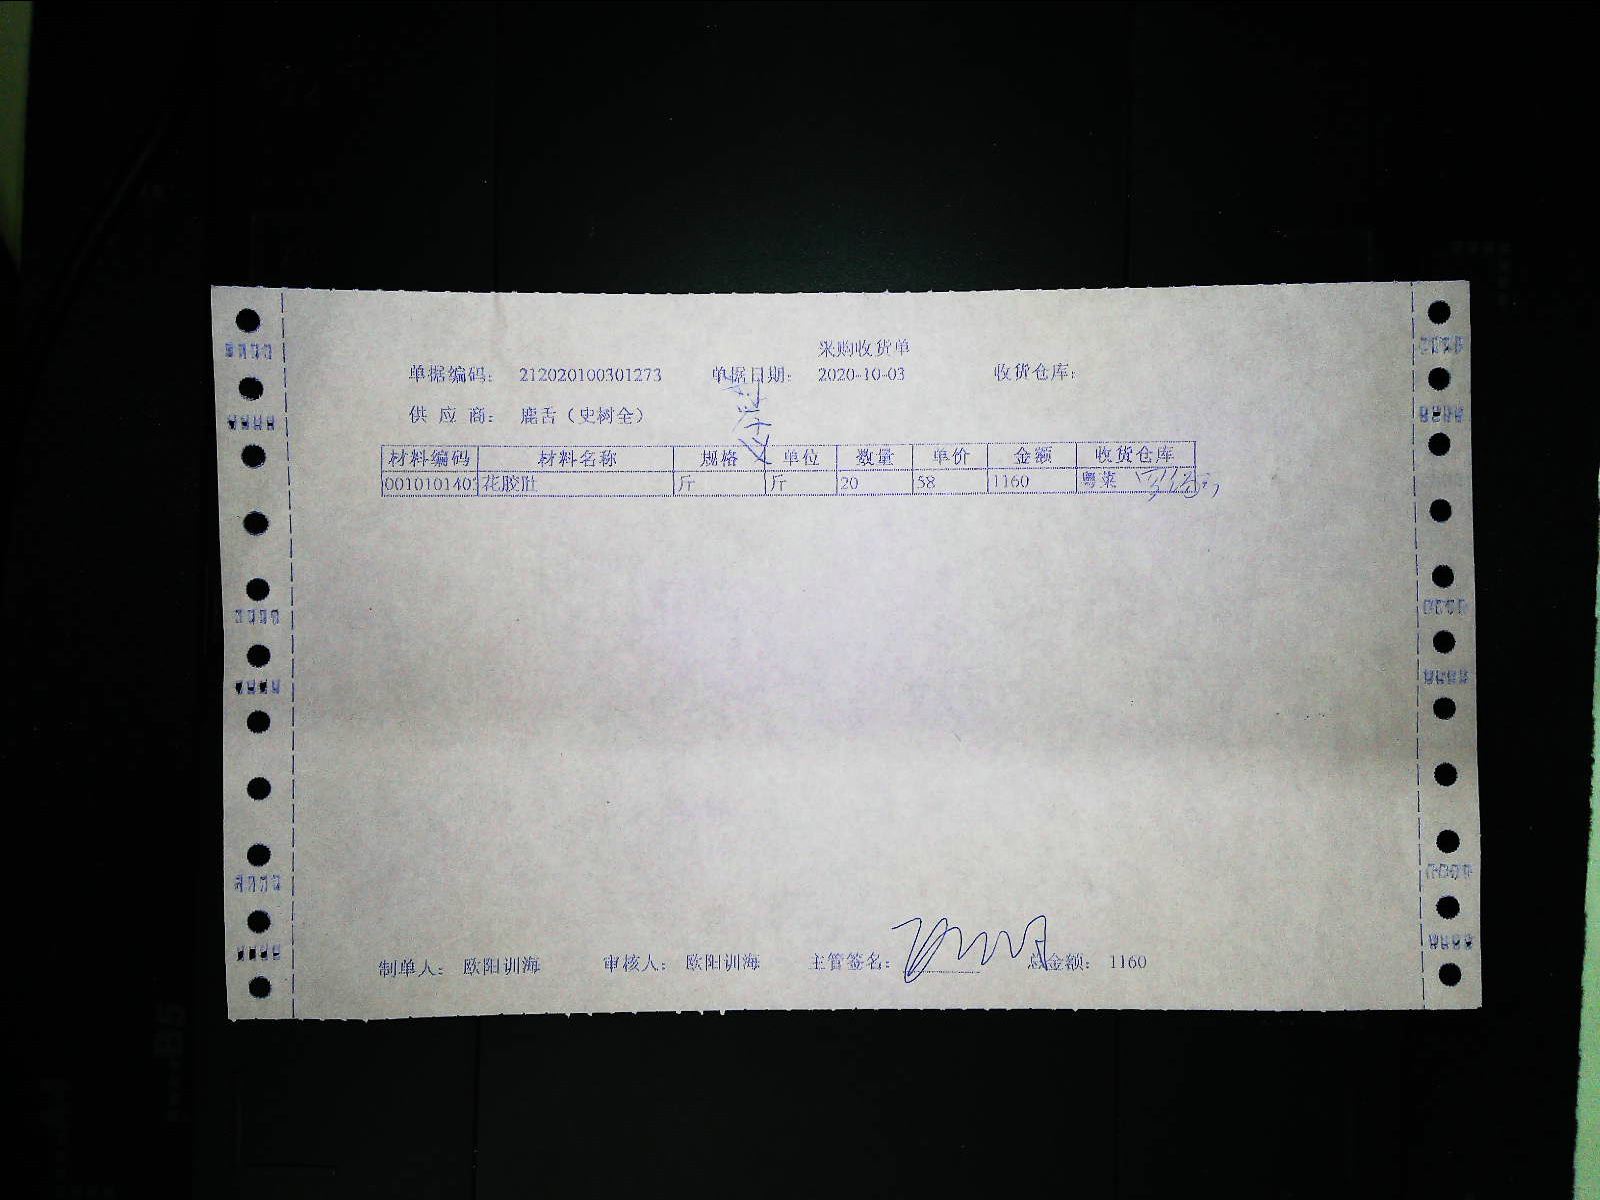 采购收货单
单据编码: 212020100301273 单据日期: 2020-10-03 收货仓库:
供 应 商: 鹿舌（史树全）
材料编码 材料名称 规格 单位 数量 单价 金额 收货仓库
001010140 花胶肚 斤 斤 20 58 1160 粤菜
制单人: 欧阳训海 审核人: 欧阳训海 主管签名: 总金额: 1160